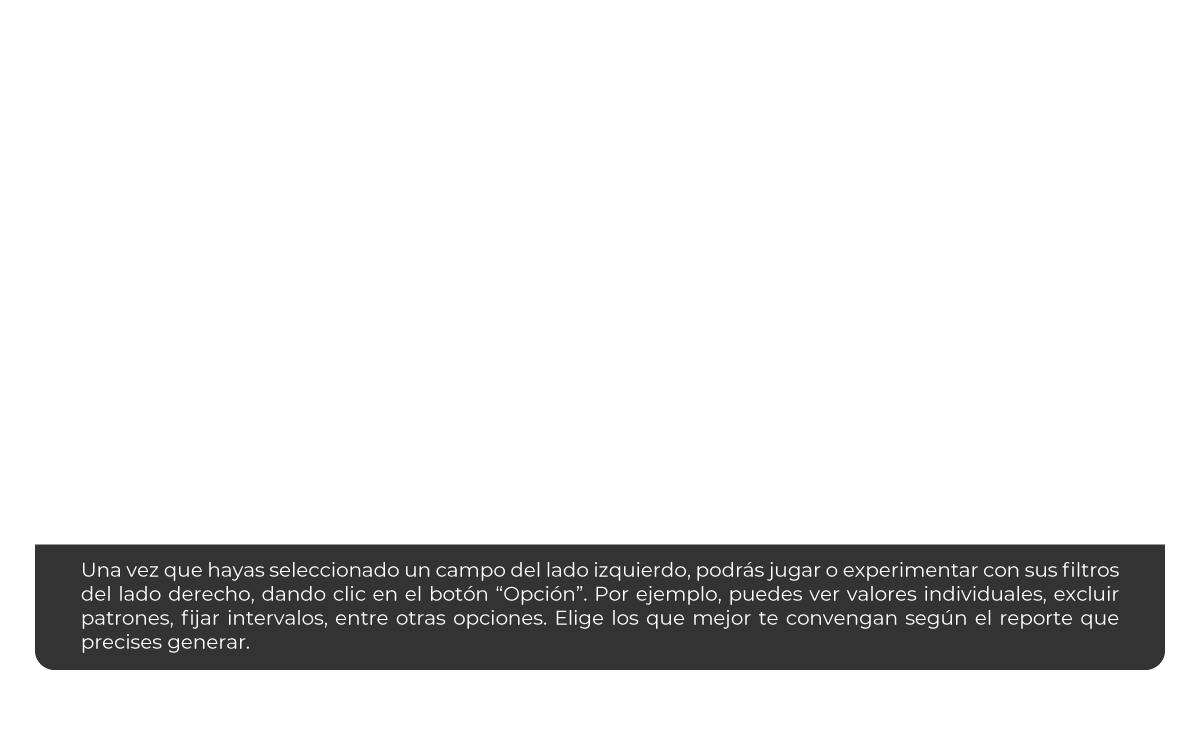 Una vez que hayas seleccionado un campo del lado izquierdo, podrás jugar o experimentar con sus filtros
del lado derecho, dando clic en el botón “Opción”. Por ejemplo, puedes ver valores individuales, excluir
patrones, fijar intervalos, entre otras opciones. Elige los que mejor te convengan según el reporte que
precises generar.